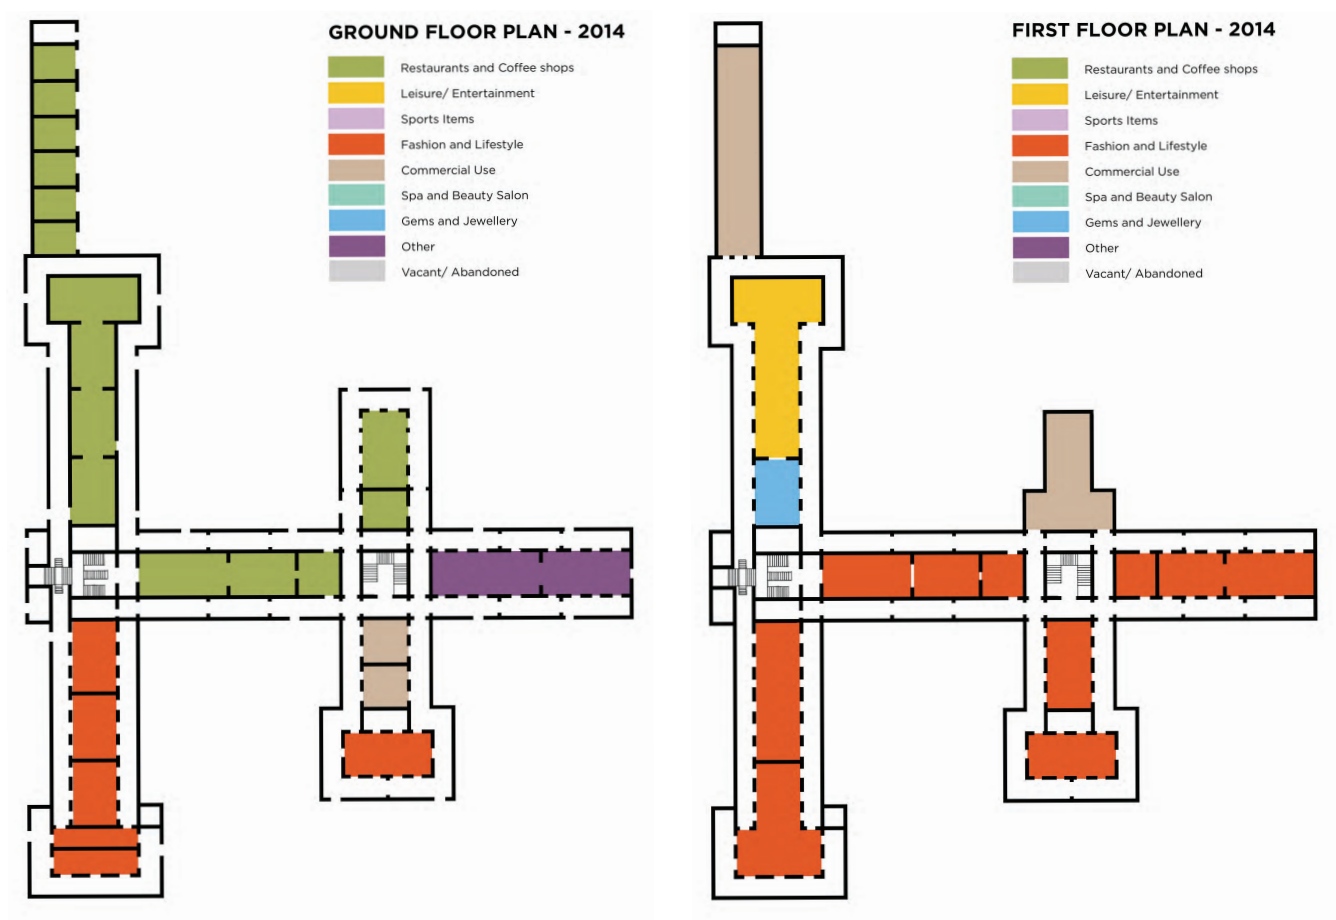 GROUND FLOOR PLAN - 2014
Restaurants and Coffee shops
Leisure/ Entertainment
Sports Items
Fashion and Lifestyle
Commercial Use
Spa and Beauty Salon
Gems and Jewellery
Other
Vacant/ Abandoned
FIRST FLOOR PLAN - 2014
Restaurants and Coffee shops
Leisure/ Entertainment
Sports Items
Fashion and Lifestyle
Commercial Use
Spa and Beauty Salon
Gems and Jewellery
Other
Vacant/ Abandoned